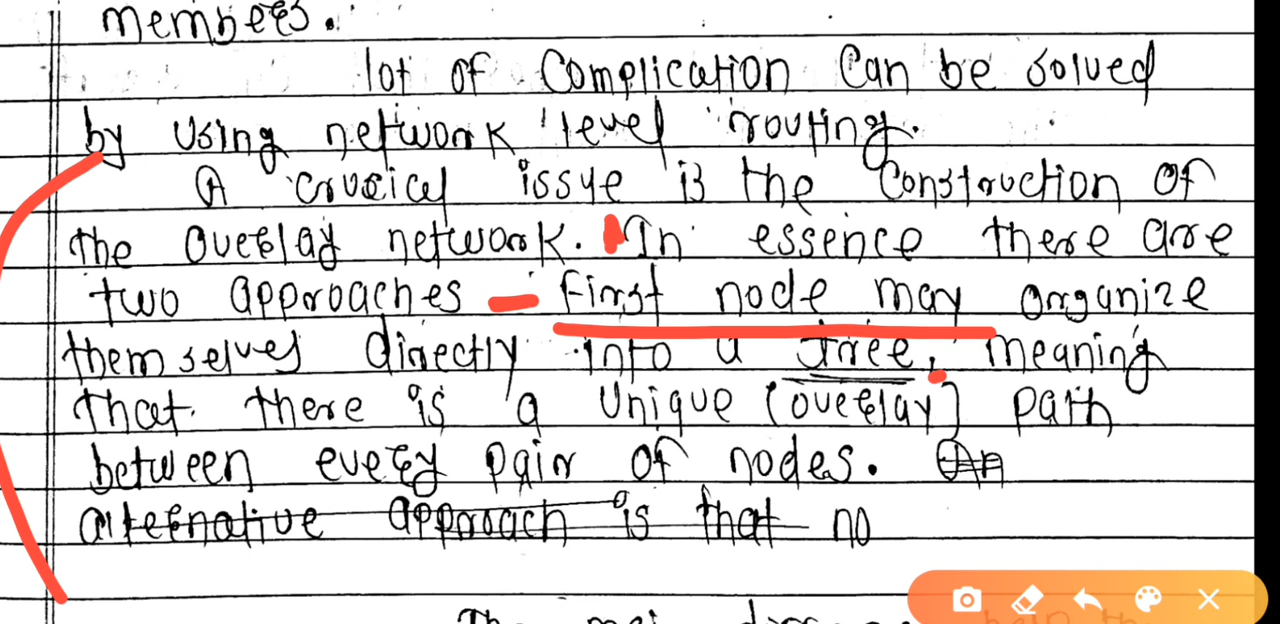 members.
lot of Complication Can be solved
by using network level routing.
A crucical issue is the Construction of
the overlay network. In essence there are
two approaches - First node may organize
themselves directly into a tree, meaning
that there is a Unique (overlay) path
between every pair of nodes. An
alternative approach is that no